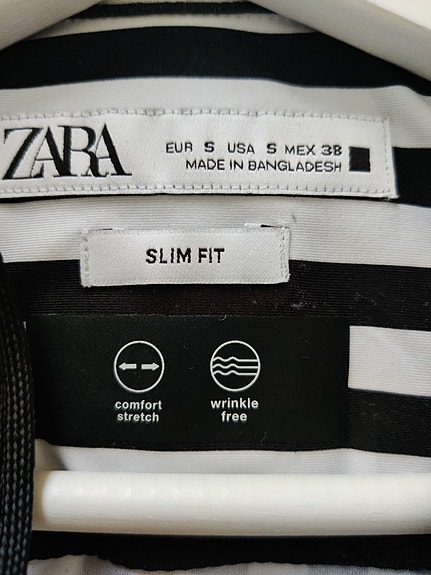 ZARA
EUR S USA S MEX 38
MADE IN BANGLADESH
SLIM FIT
comfort
stretch
wrinkle
free